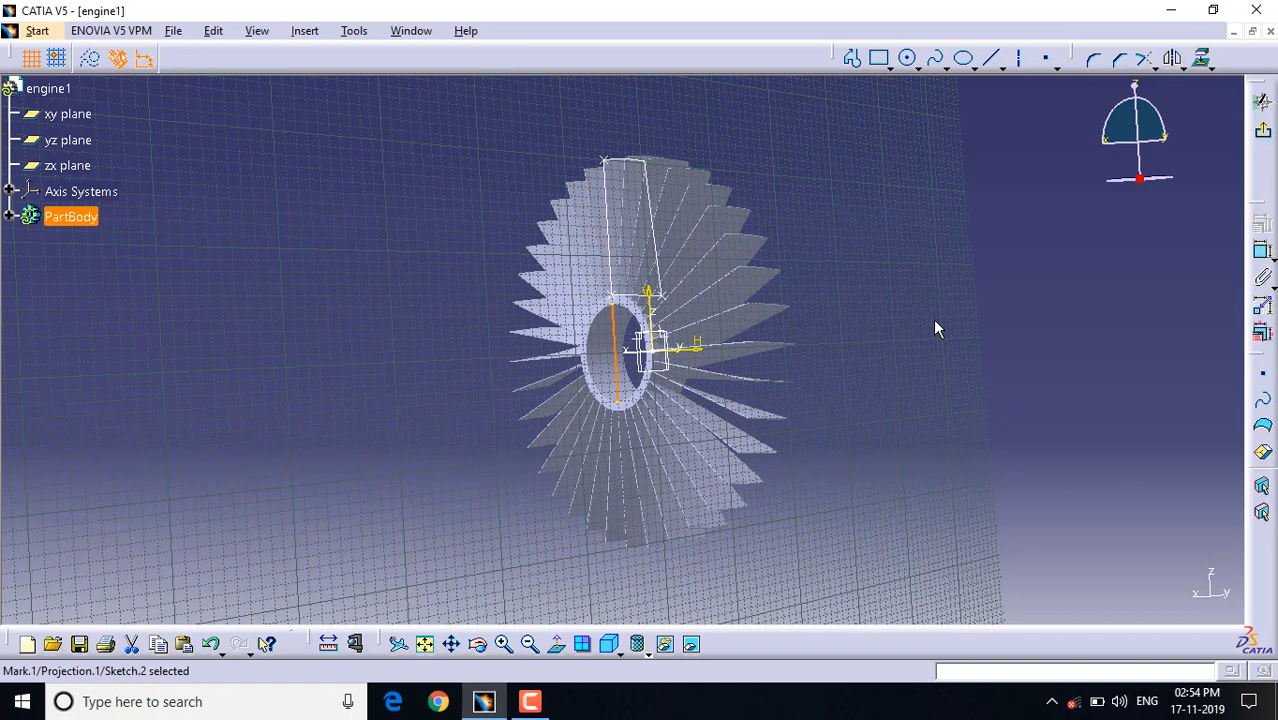 CATIA V5 - [engine1]
Start ENOVIA V5 VPM File Edit View Insert Tools Window Help
engine1
xy plane
yz plane
zx plane
Axis Systems
PartBody
z
x
y
V
z
H
x
y
z
x
y
CATIA
Mark.1/Projection.1/Sketch.2 selected
Type here to search
ENG
02:54 PM
17-11-2019